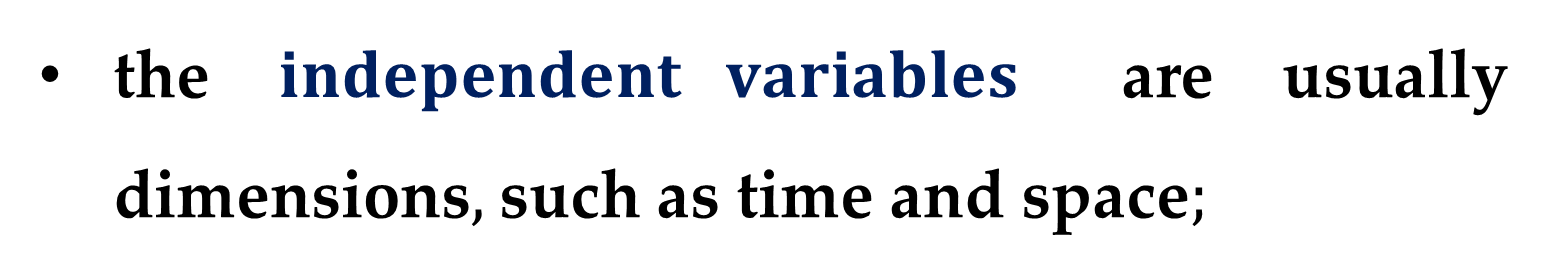 • the independent variables are usually
dimensions, such as time and space;